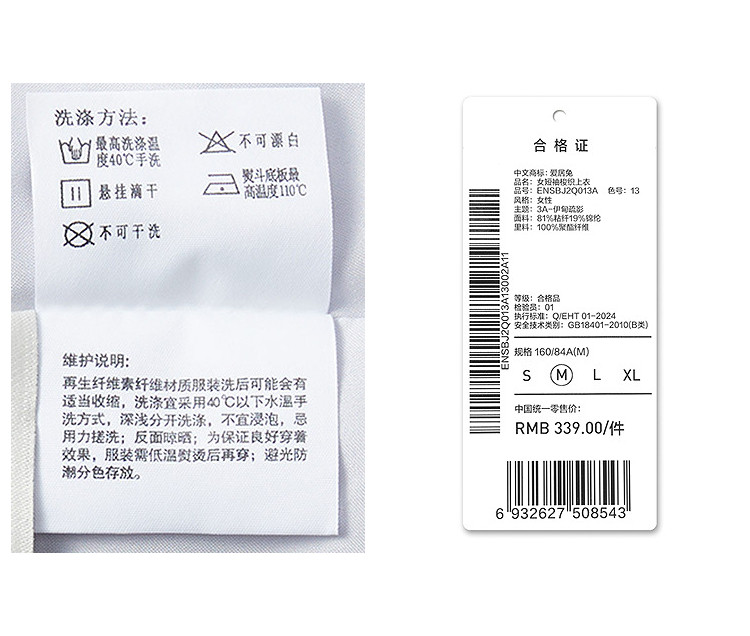 洗涤方法：
最高洗涤温
度40℃手洗
不可漂白
悬挂滴干
熨斗底板最
高温度110℃
不可干洗
维护说明：
再生纤维素纤维材质服装洗后可能会有
适当收缩，洗涤宜采用40℃以下水温手
洗方式，深浅分开洗涤，不宜浸泡，忌
用力搓洗；反面晾晒；为保证良好穿着
效果，服装需低温熨烫后再穿；避光防
潮分色存放。
合格证
中文商标：爱居兔
品名：女短袖梭织上衣
品号：ENSBJ2Q013A 色号：13
风格：女性
主题：3A-伊甸疏影
面料：81%粘纤19%锦纶
里料：100%聚酯纤维
ENSBJ2Q013A13002A11
等级：合格品
检验员：01
执行标准：Q/EHT 01-2024
安全技术类别：GB18401-2010(B类)
规格 160/84A(M)
S M L XL
中国统一零售价：
RMB 339.00/件
6 932627 508543